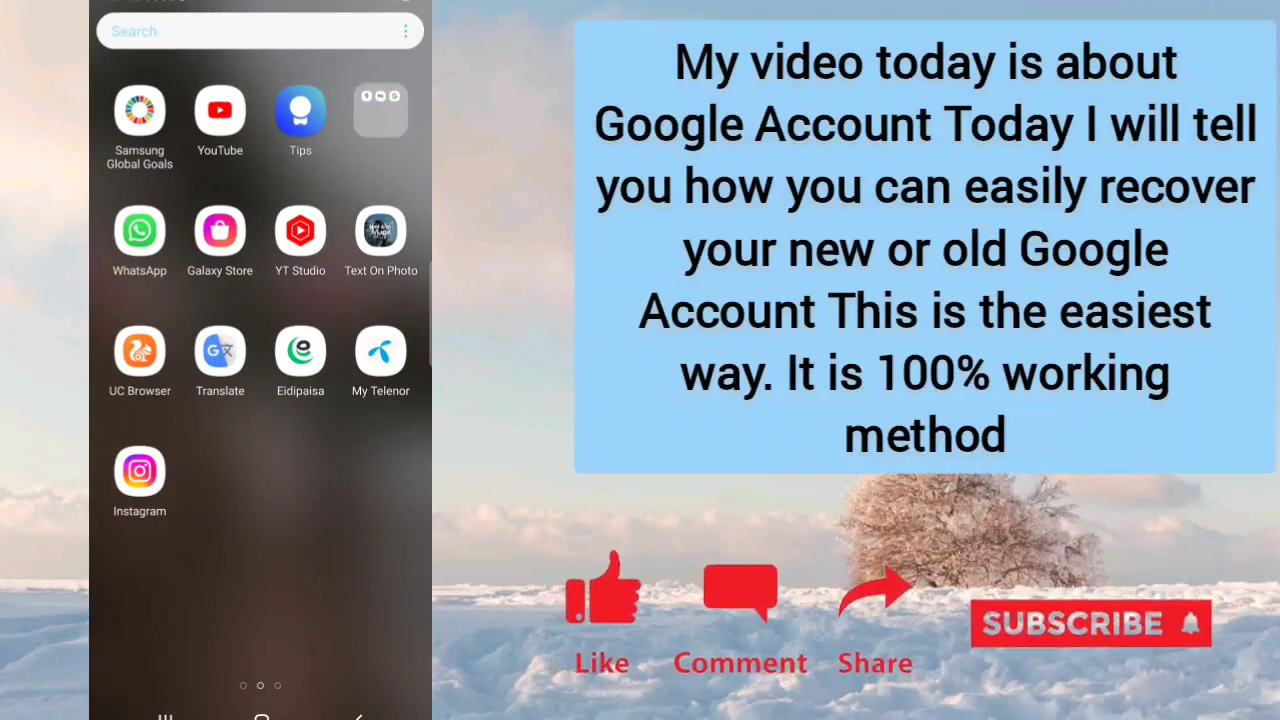 Search
Samsung
Global Goals
YouTube
Tips
WhatsApp
Galaxy Store
YT Studio
Text On Photo
UC Browser
Translate
Eidipaisa
My Telenor
Instagram
My video today is about
Google Account Today I will tell
you how you can easily recover
your new or old Google
Account This is the easiest
way. It is 100% working
method
Like
Comment
Share
SUBSCRIBE